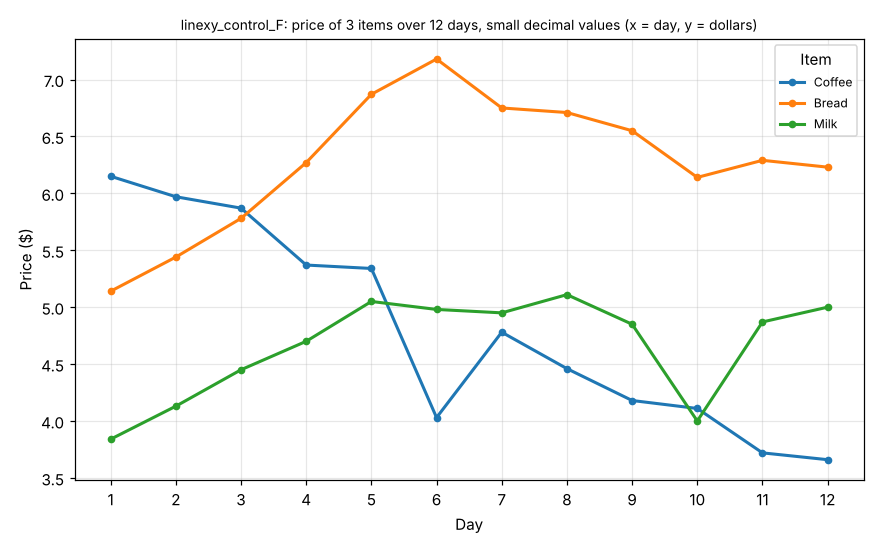 linexy_control_F: price of 3 items over 12 days, small decimal values (x = day, y = dollars)
Item
Coffee
Bread
Milk
Price ($)
7.0
6.5
6.0
5.5
5.0
4.5
4.0
3.5
1 2 3 4 5 6 7 8 9 10 11 12
Day